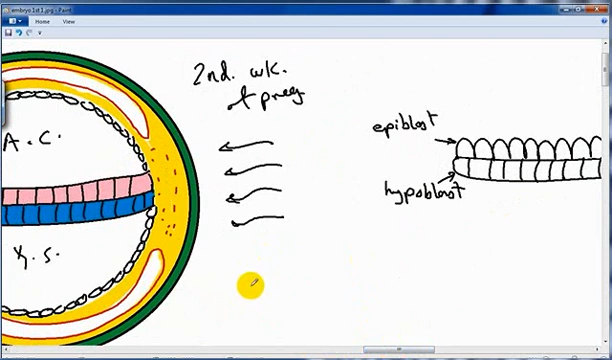 embryo 1st 1.jpg - Paint
Home
View
2nd. wk.
of preg
A.C.
Y.S.
epiblast
hypoblast